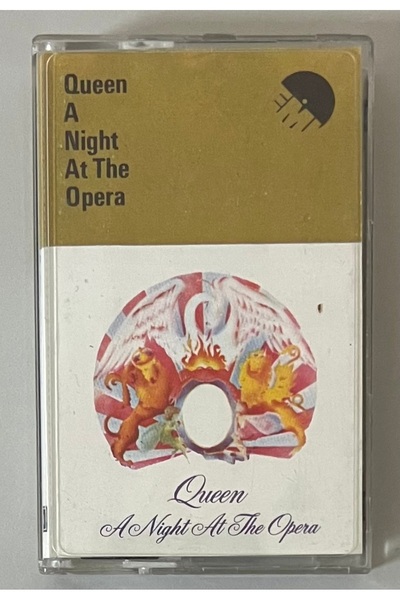 Queen
A
Night
At The
Opera
Queen
A Night At The Opera